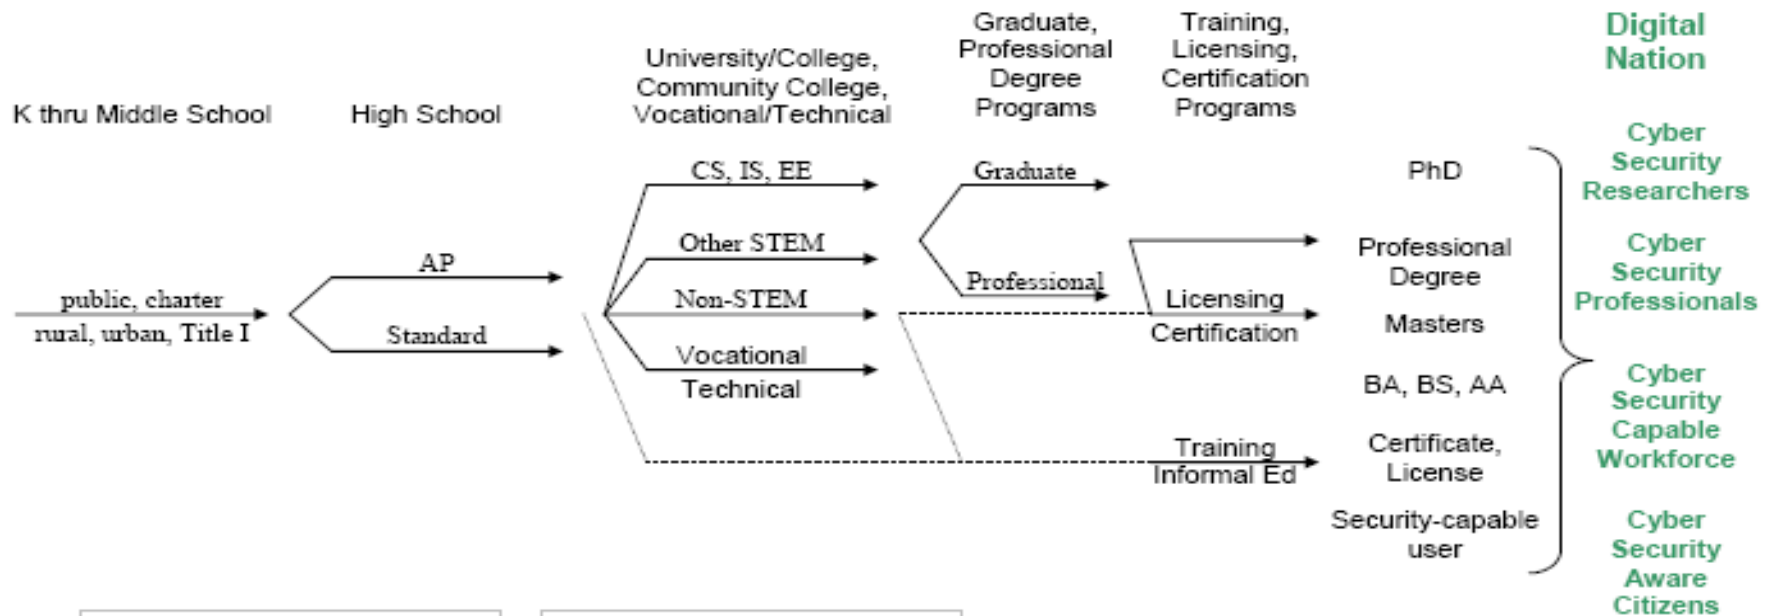 K thru Middle School
High School
University/College,
Community College,
Vocational/Technical
Graduate,
Professional
Degree
Programs
Training,
Licensing,
Certification
Programs
Digital
Nation
public, charter
rural, urban, Title I
AP
Standard
CS, IS, EE
Other STEM
Non-STEM
Vocational
Technical
Graduate
Professional
Licensing
Certification
Training
Informal Ed
PhD
Professional
Degree
Masters
BA, BS, AA
Certificate,
License
Security-capable
user
Cyber
Security
Researchers
Cyber
Security
Professionals
Cyber
Security
Capable
Workforce
Cyber
Security
Aware
Citizens